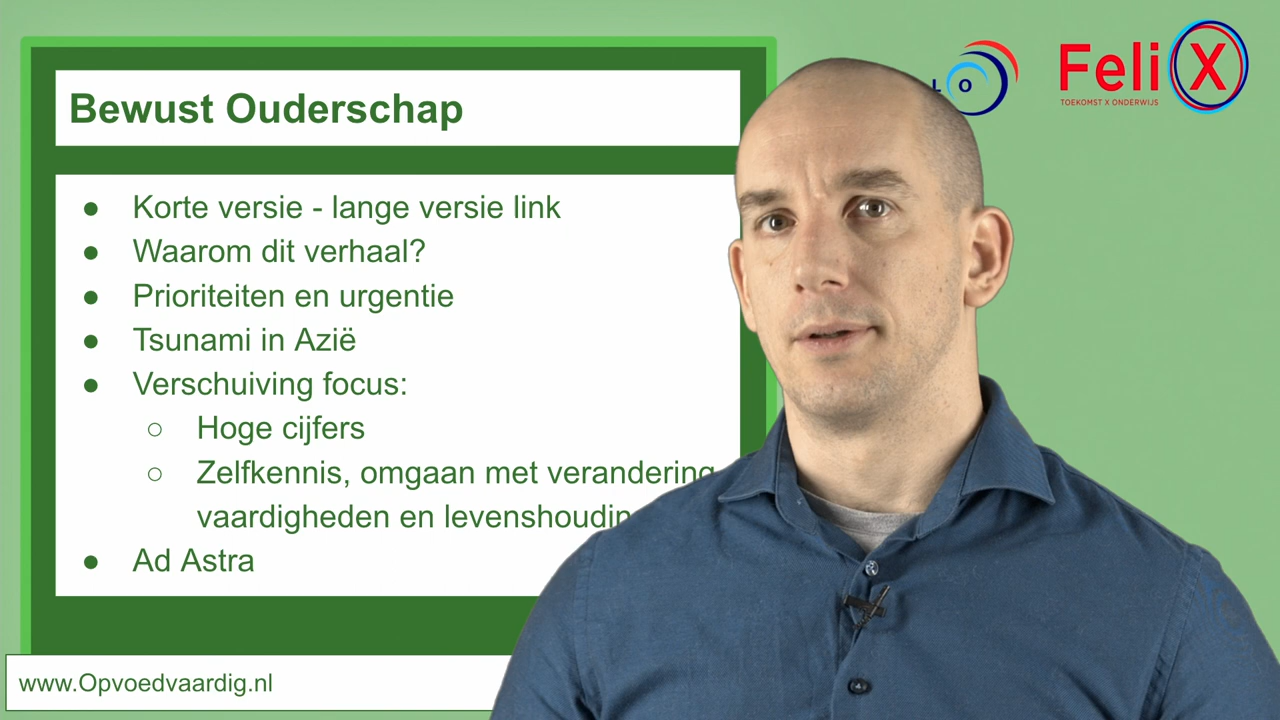 Bewust Ouderschap
L O
FeliX
TOEKOMST X ONDERWIJS
● Korte versie - lange versie link
● Waarom dit verhaal?
● Prioriteiten en urgentie
● Tsunami in Azië
● Verschuiving focus:
○ Hoge cijfers
○ Zelfkennis, omgaan met verandering
vaardigheden en levenshoudin
● Ad Astra
www.Opvoedvaardig.nl